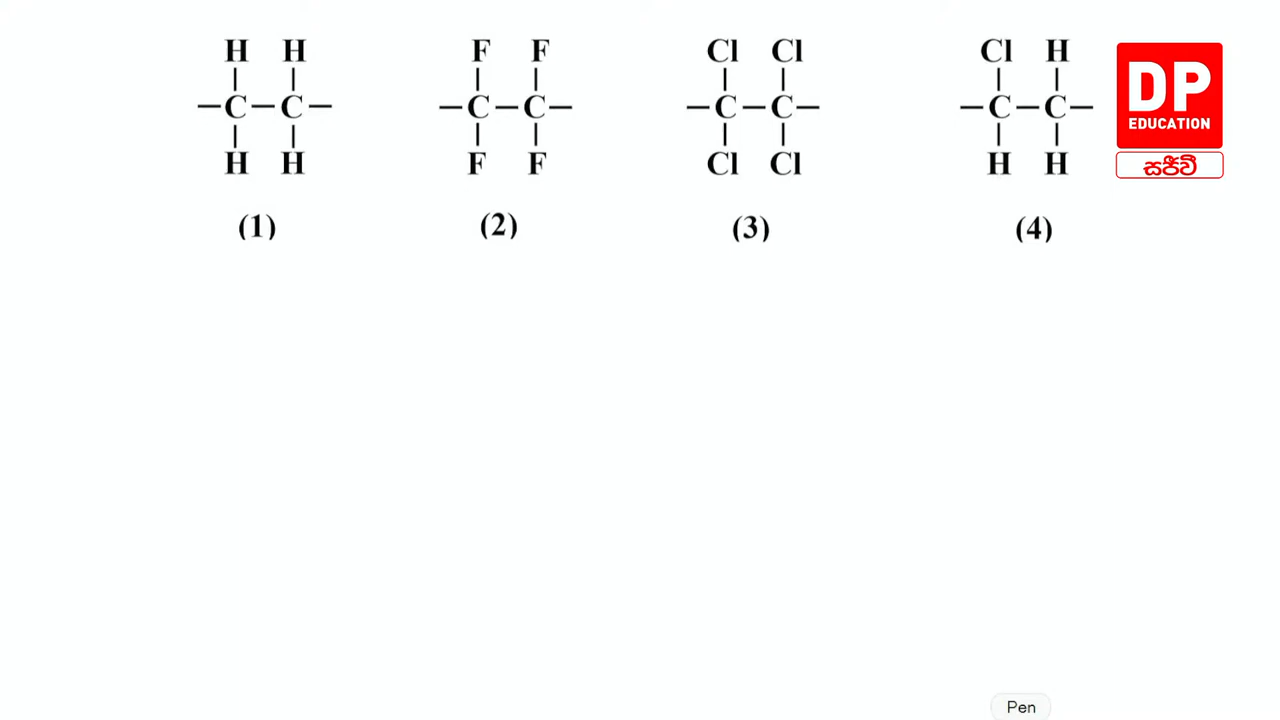 H H F F Cl Cl Cl H
–C–C– –C–C– –C–C– –C–C–
H H F F Cl Cl H H
(1) (2) (3) (4)
DP
EDUCATION
සජීවී
Pen